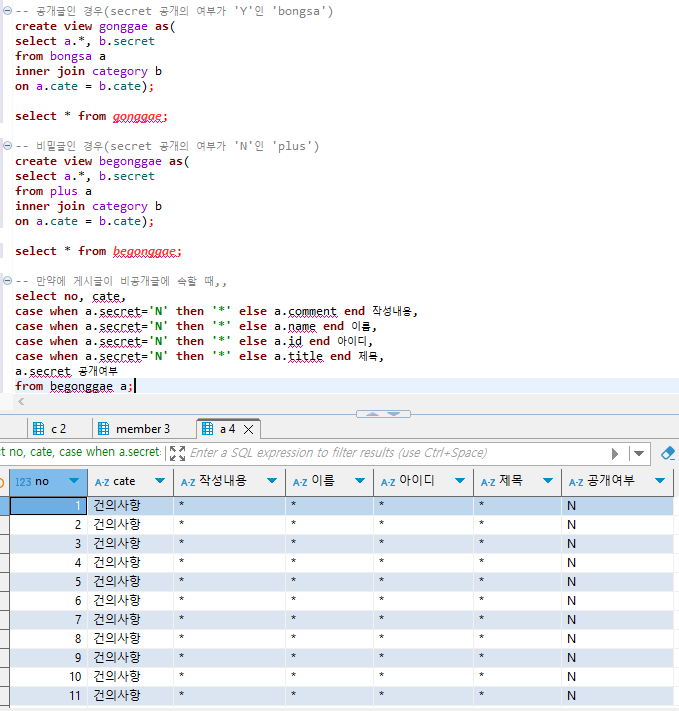 -- 공개글인 경우(secret 공개의 여부가 'Y'인 'bongsa')
create view gonggae as(
select a.*, b.secret
from bongsa a
inner join category b
on a.cate = b.cate);
select * from gonggae;
-- 비밀글인 경우(secret 공개의 여부가 'N'인 'plus')
create view begonggae as(
select a.*, b.secret
from plus a
inner join category b
on a.cate = b.cate);
select * from begonggae;
-- 만약에 게시글이 비공개글에 속할 때,,
select no, cate,
case when a.secret='N' then '*' else a.comment end 작성내용,
case when a.secret='N' then '*' else a.name end 이름,
case when a.secret='N' then '*' else a.id end 아이디,
case when a.secret='N' then '*' else a.title end 제목,
a.secret 공개여부
from begonggae a;
c 2 member 3 a 4
ct no, cate, case when a.secret: Enter a SQL expression to filter results (use Ctrl+Space)
123 no A-Z cate A-Z 작성내용 A-Z 이름 A-Z 아이디 A-Z 제목 A-Z 공개여부
1 건의사항 * * * * N
2 건의사항 * * * * N
3 건의사항 * * * * N
4 건의사항 * * * * N
5 건의사항 * * * * N
6 건의사항 * * * * N
7 건의사항 * * * * N
8 건의사항 * * * * N
9 건의사항 * * * * N
10 건의사항 * * * * N
11 건의사항 * * * * N